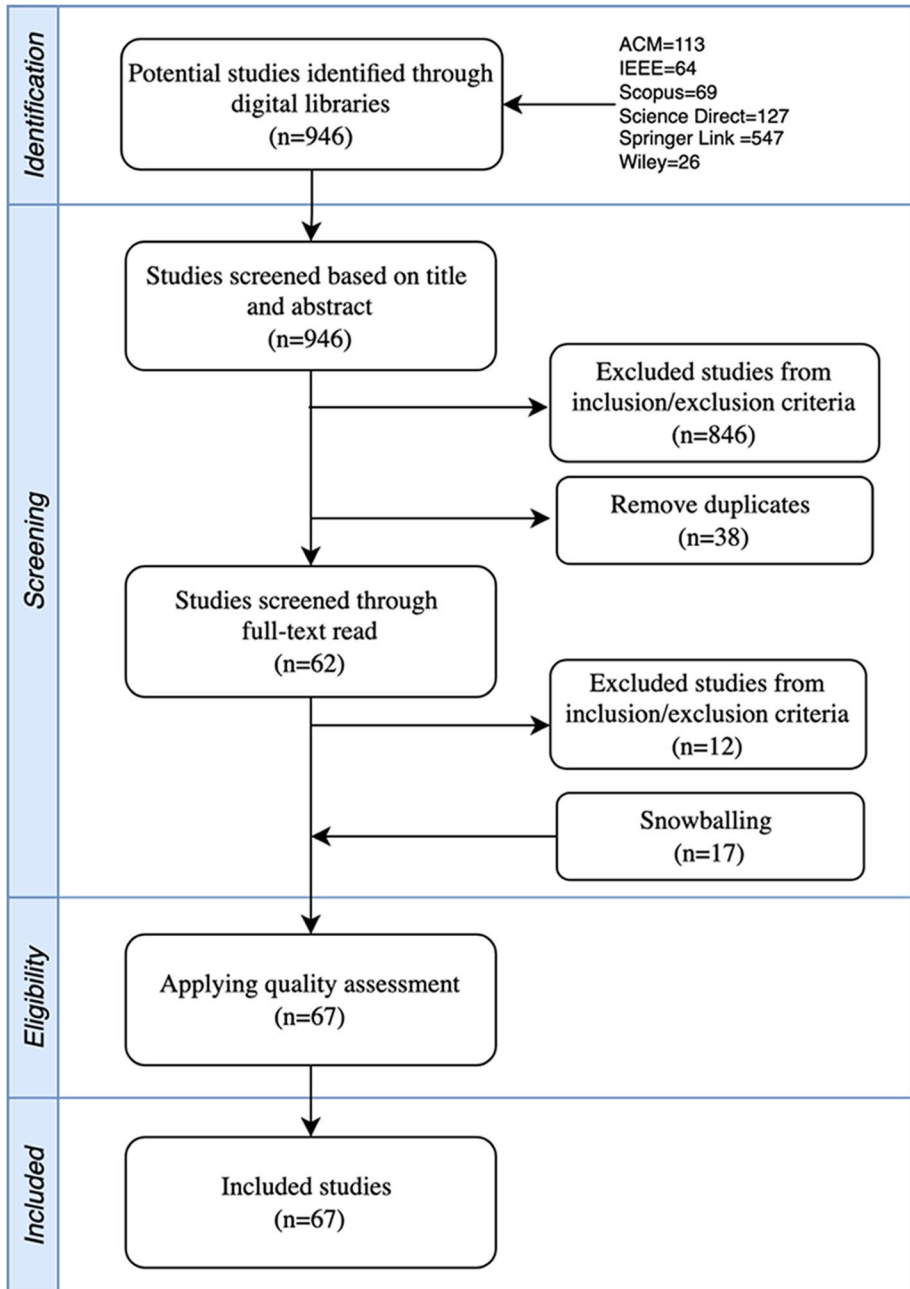 Identification
Potential studies identified through
digital libraries
(n=946)
ACM=113
IEEE=64
Scopus=69
Science Direct=127
Springer Link =547
Wiley=26
Screening
Studies screened based on title
and abstract
(n=946)
Excluded studies from
inclusion/exclusion criteria
(n=846)
Remove duplicates
(n=38)
Studies screened through
full-text read
(n=62)
Excluded studies from
inclusion/exclusion criteria
(n=12)
Snowballing
(n=17)
Eligibility
Applying quality assessment
(n=67)
Included
Included studies
(n=67)